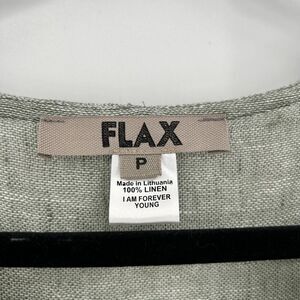 FLAX
P
Made in Lithuania
100% LINEN
I AM FOREVER
YOUNG